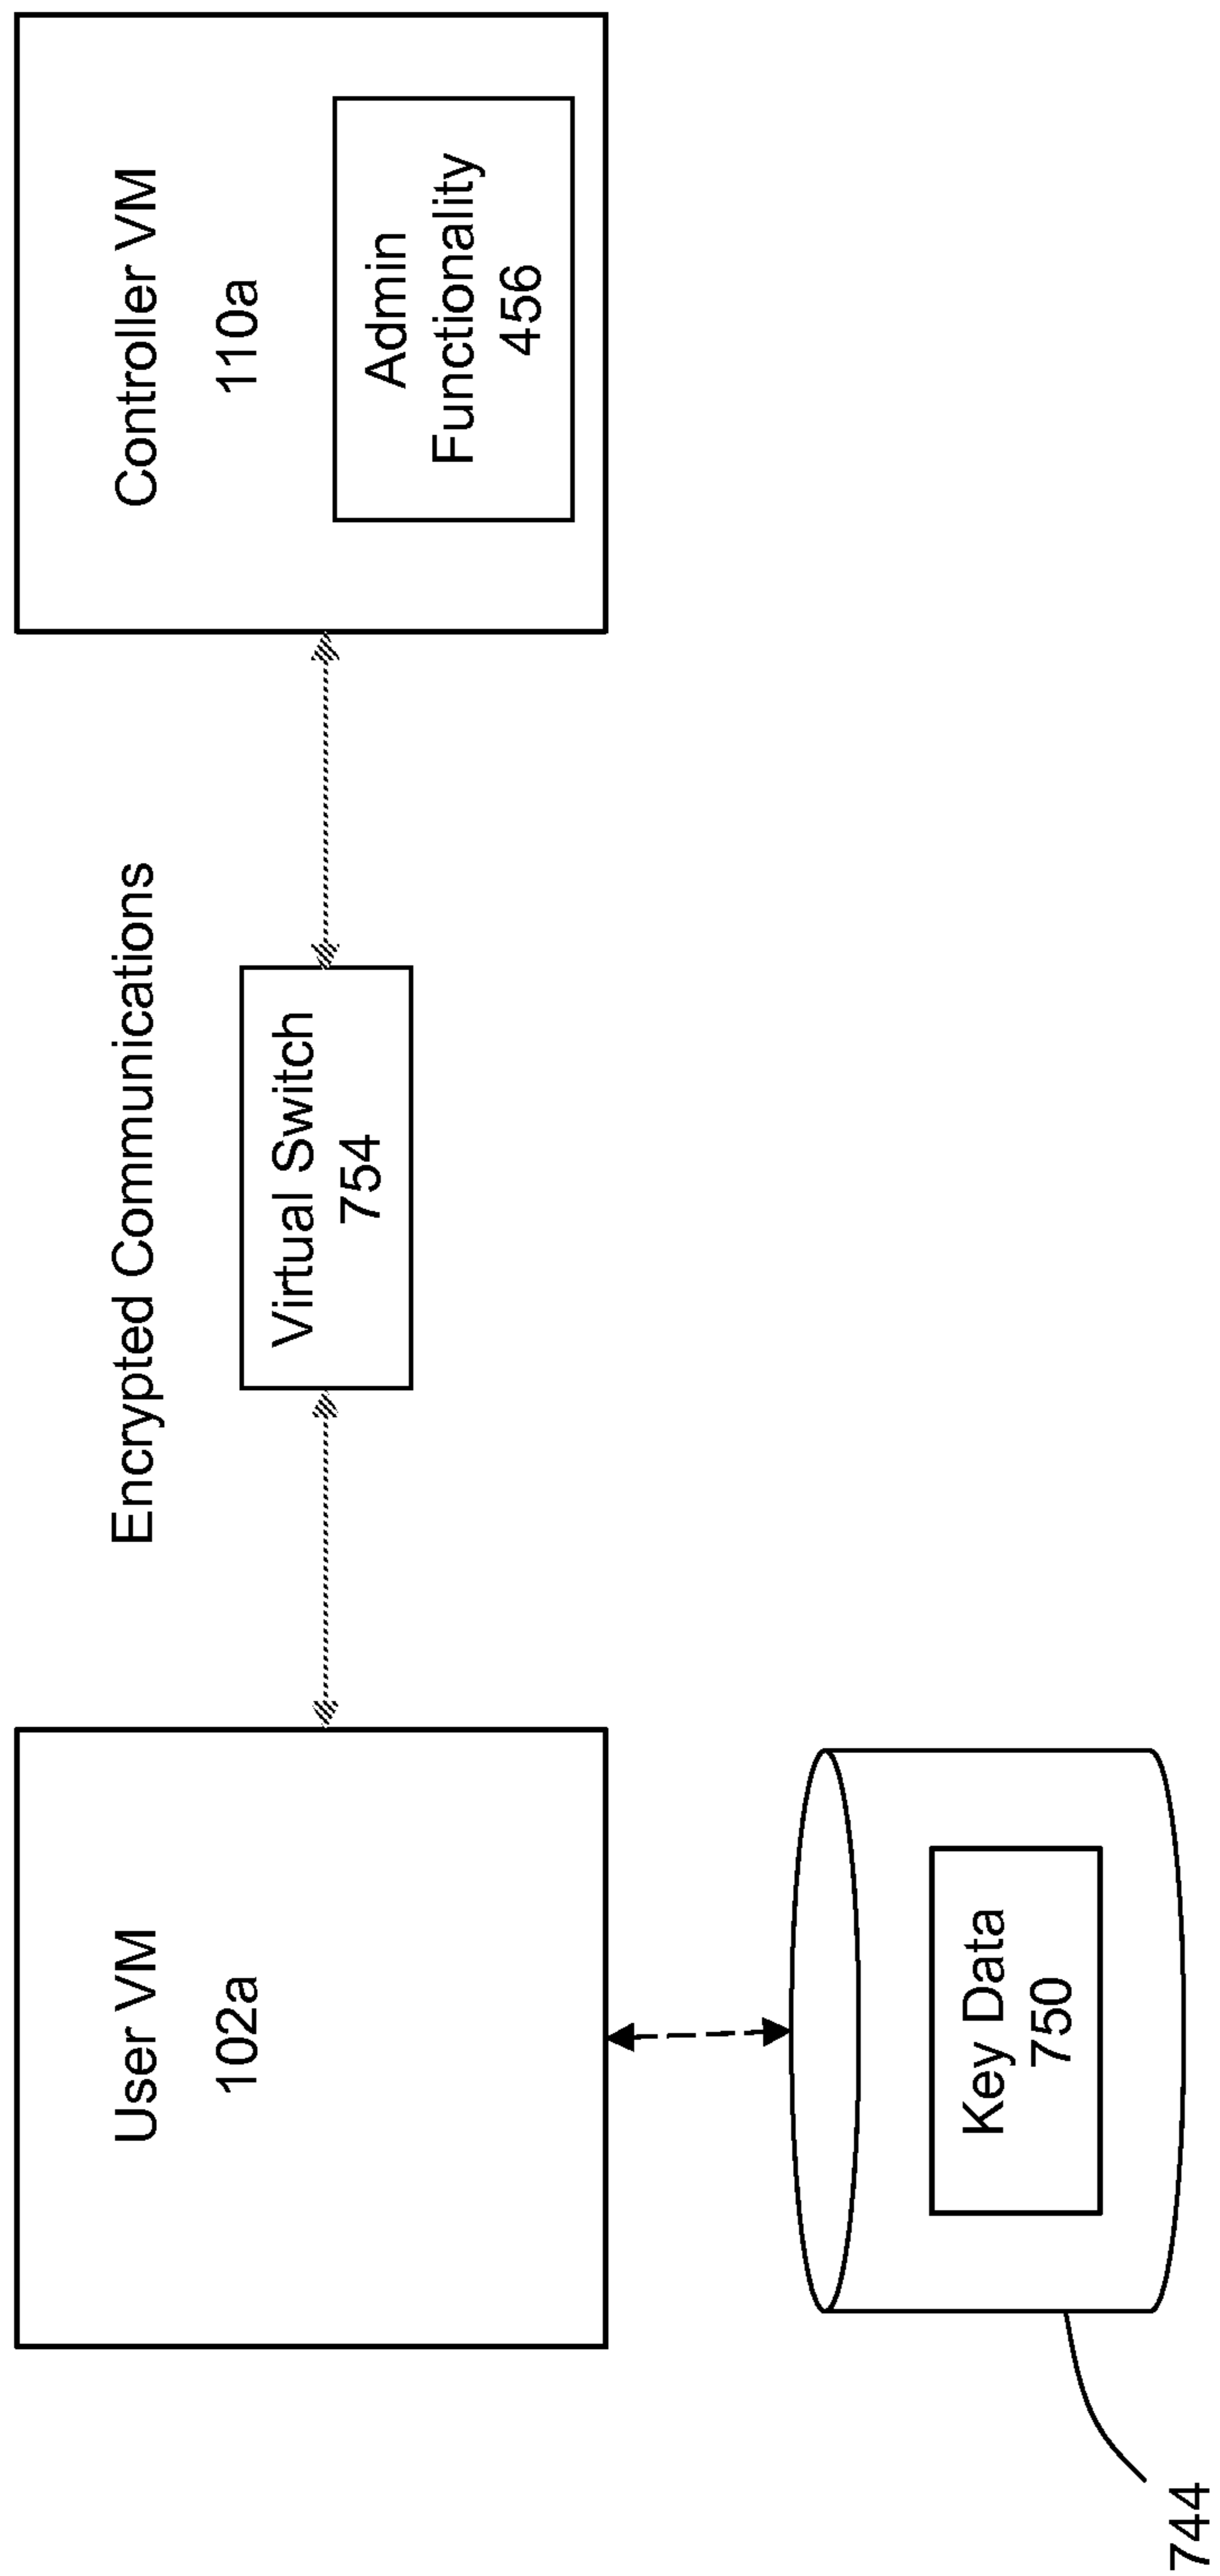 Encrypted Communications
User VM
102a
Virtual Switch
754
Controller VM
110a
Admin
Functionality
456
Key Data
750
744